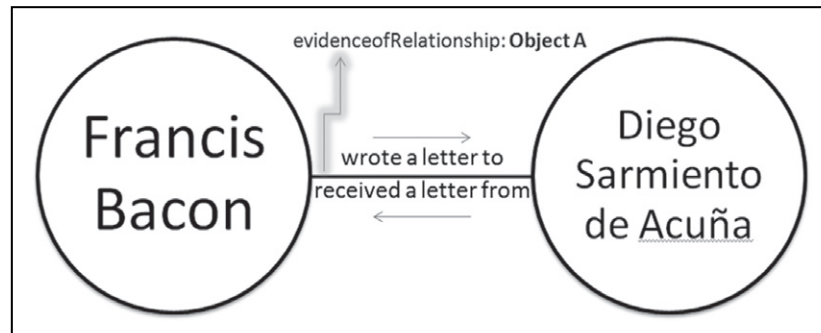 evidenceofRelationship: Object A
Francis
Bacon
wrote a letter to
received a letter from
Diego
Sarmiento
de Acuña